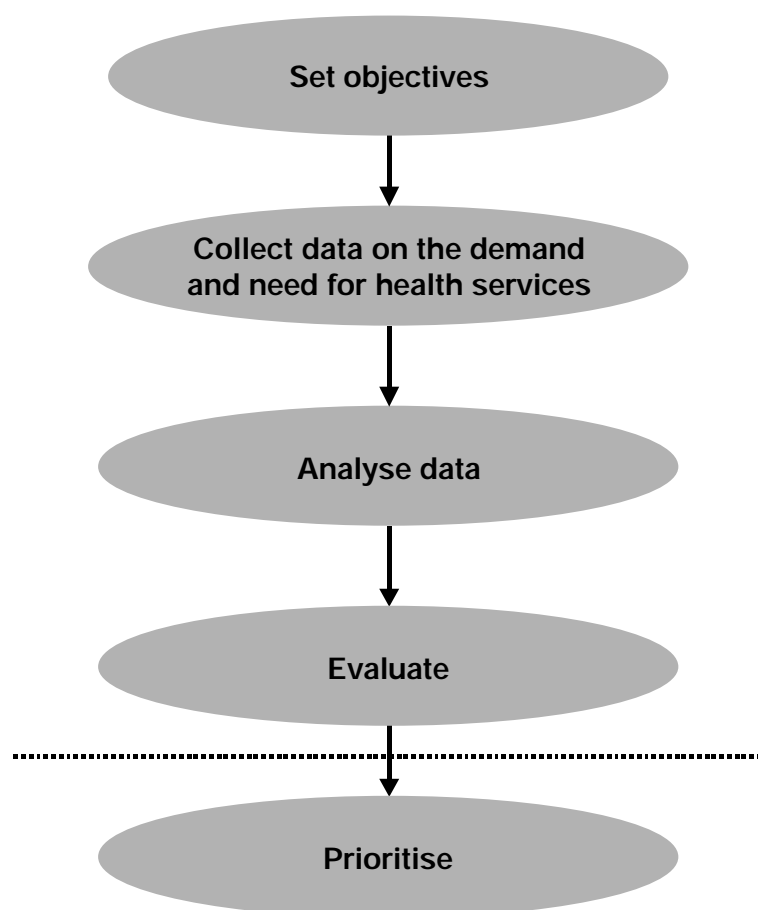 Set objectives
Collect data on the demand
and need for health services
Analyse data
Evaluate
Prioritise